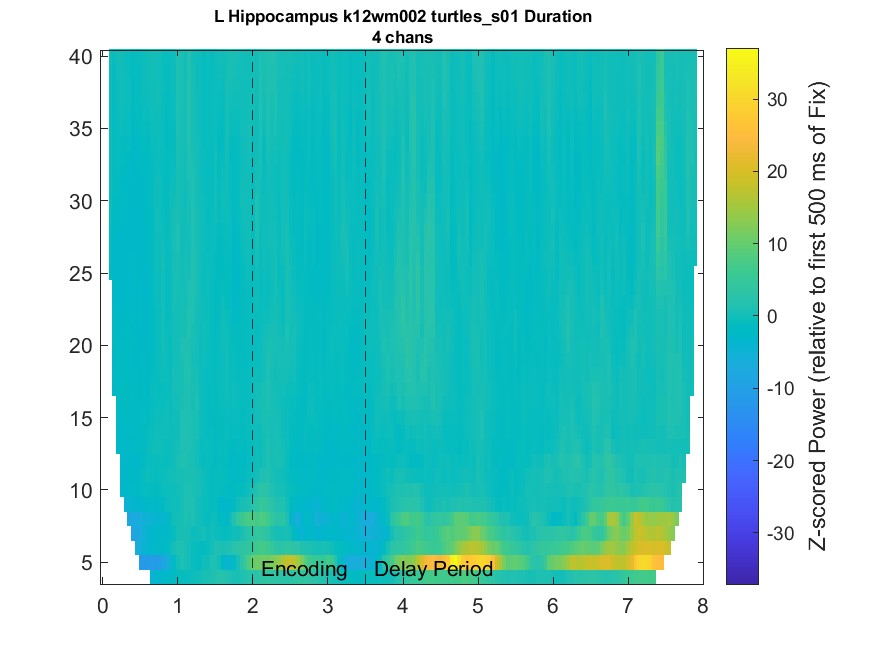 L Hippocampus k12wm002 turtles_s01 Duration
4 chans
40
35
30
25
20
15
10
5
0 1 2 3 4 5 6 7 8
Encoding
Delay Period
30
20
10
0
-10
-20
-30
Z-scored Power (relative to first 500 ms of Fix)